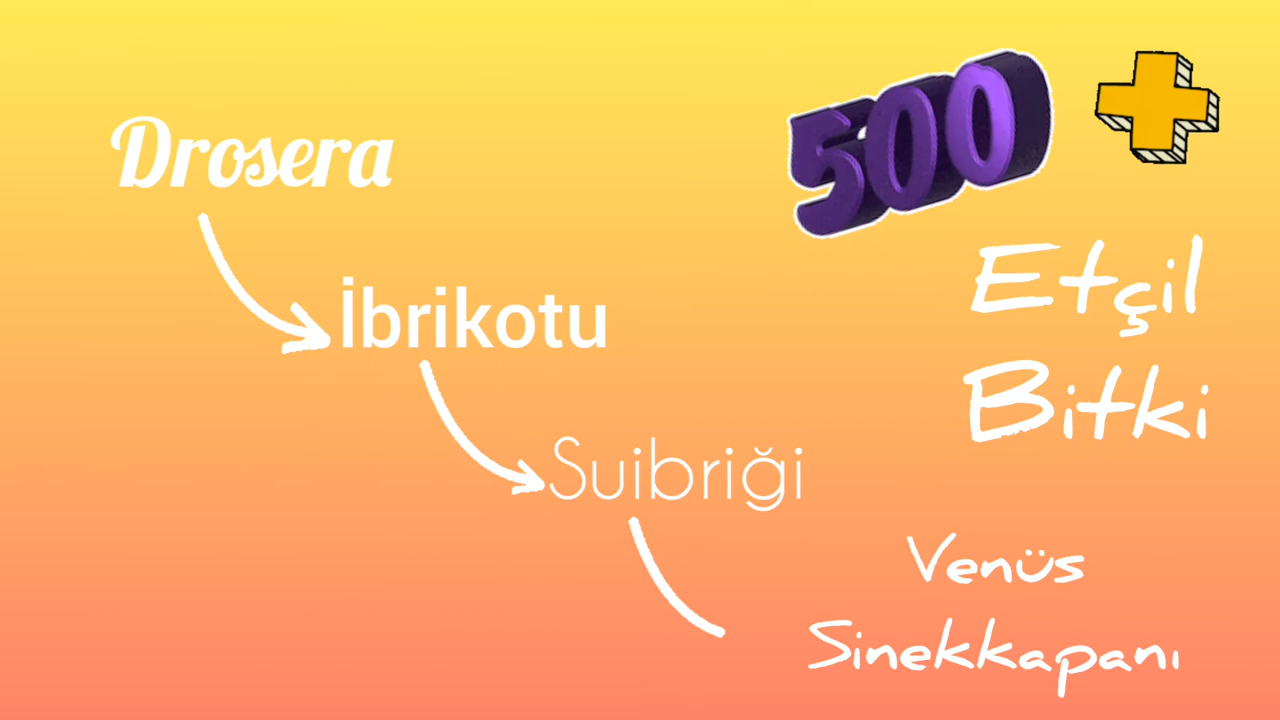 Drosera
İbrikotu
Suibriği
500 +
Etçil
Bitki
Venüs
Sinekkapanı